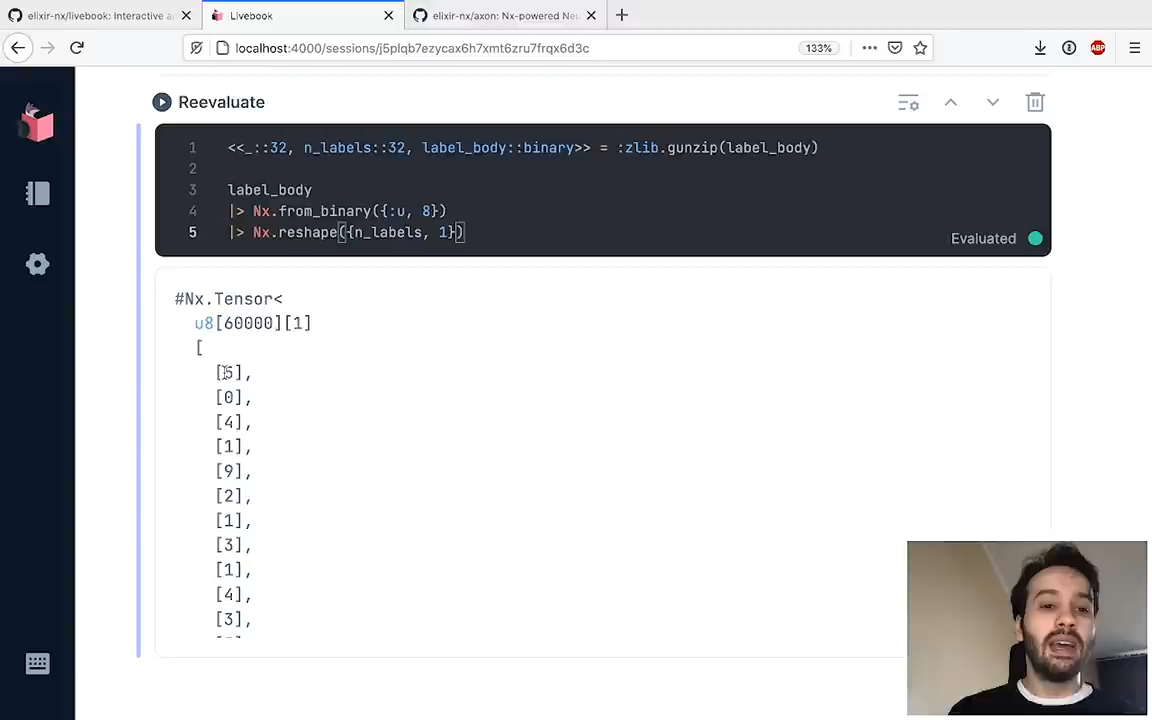 elixir-nx/livebook: Interactive a
Livebook
elixir-nx/axon: Nx-powered Neu
localhost:4000/sessions/j5plqb7ezycax6h7xmt6zru7frqx6d3c
133%
ABP
Reevaluate
1 <<_::32, n_labels::32, label_body::binary>> = :zlib.gunzip(label_body)
2
3 label_body
4 |> Nx.from_binary({:u, 8})
5 |> Nx.reshape({n_labels, 1})
Evaluated
#Nx.Tensor<
u8[60000][1]
[
[5],
[0],
[4],
[1],
[9],
[2],
[1],
[3],
[1],
[4],
[3],